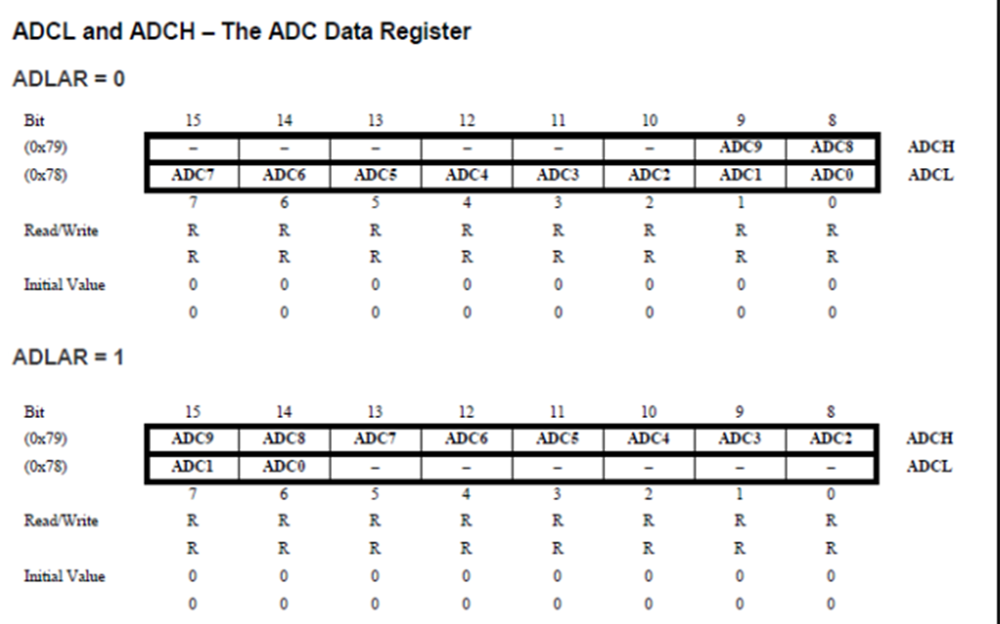 ADCL and ADCH – The ADC Data Register
ADLAR = 0
Bit 15 14 13 12 11 10 9 8
(0x79) – – – – – – ADC9 ADC8 ADCH
(0x78) ADC7 ADC6 ADC5 ADC4 ADC3 ADC2 ADC1 ADC0 ADCL
7 6 5 4 3 2 1 0
Read/Write R R R R R R R R
R R R R R R R R
Initial Value 0 0 0 0 0 0 0 0
0 0 0 0 0 0 0 0
ADLAR = 1
Bit 15 14 13 12 11 10 9 8
(0x79) ADC9 ADC8 ADC7 ADC6 ADC5 ADC4 ADC3 ADC2 ADCH
(0x78) ADC1 ADC0 – – – – – – ADCL
7 6 5 4 3 2 1 0
Read/Write R R R R R R R R
R R R R R R R R
Initial Value 0 0 0 0 0 0 0 0
0 0 0 0 0 0 0 0